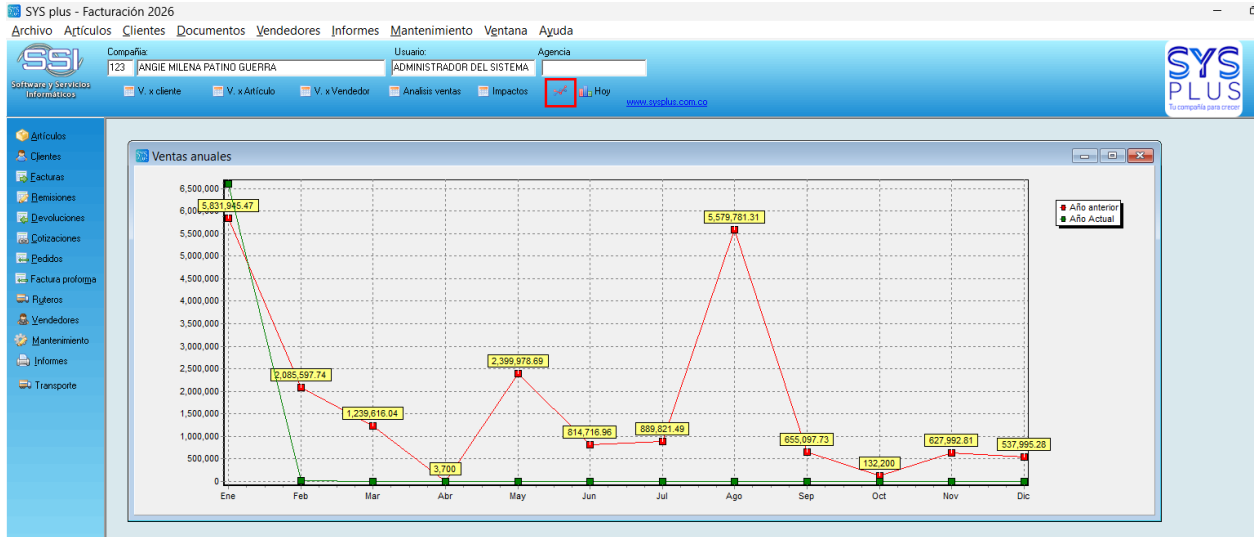 SYS plus - Facturación 2026
Archivo Artículos Clientes Documentos Vendedores Informes Mantenimiento Ventana Ayuda
SSI
Software y Servicios
Informáticos
Compañia: Usuario: Agencia
123 ANGIE MILENA PATINO GUERRA ADMINISTRADOR DEL SISTEMA
V. x cliente V. x Artículo V. x Vendedor Analisis ventas Impactos Hoy
www.sysplus.com.co
SYS
PLUS
Tu compañía para crecer
Artículos
Clientes
Facturas
Remisiones
Devoluciones
Cotizaciones
Pedidos
Factura proforma
Ruteros
Vendedores
Mantenimiento
Informes
Transporte
Ventas anuales
6,500,000
6,000,000
5,500,000
5,000,000
4,500,000
4,000,000
3,500,000
3,000,000
2,500,000
2,000,000
1,500,000
1,000,000
500,000
0
5,831,945.47
2,085,597.74
1,239,616.04
3,700
2,399,978.69
814,716.96
889,821.49
5,579,781.31
655,097.73
132,200
627,992.81
537,995.28
Ene Feb Mar Abr May Jun Jul Ago Sep Oct Nov Dic
Año anterior
Año Actual